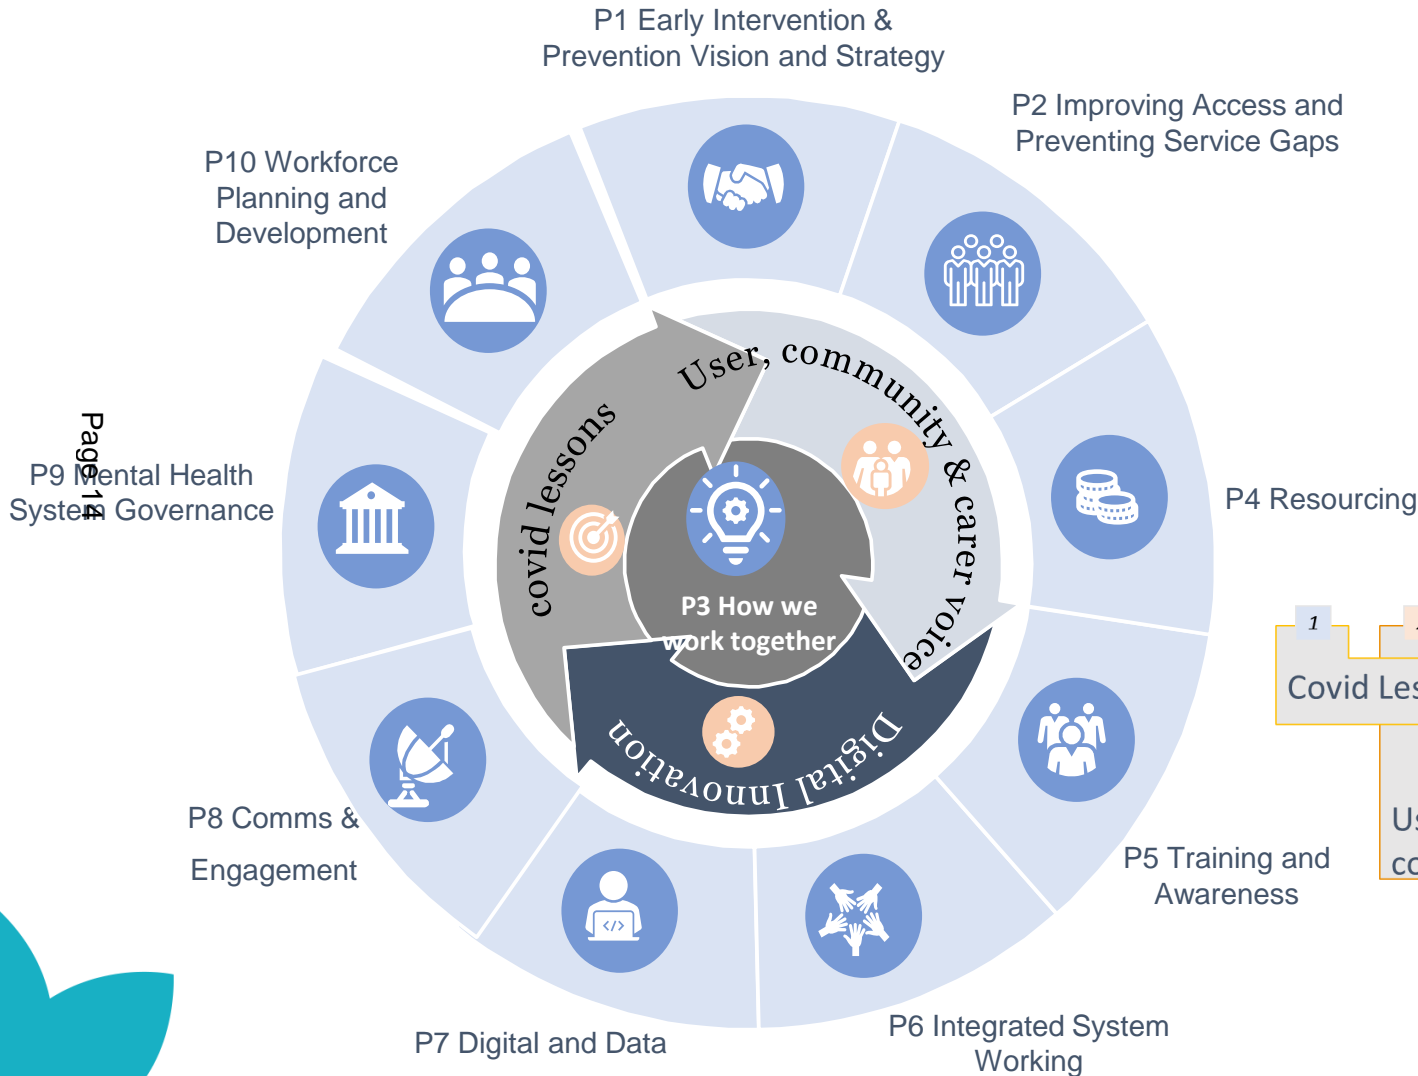 P1 Early Intervention &
Prevention Vision and Strategy
P2 Improving Access and
Preventing Service Gaps
P10 Workforce
Planning and
Development
User, community & carer voice
covid lessons
Page 14
P9 Mental Health
System Governance
P4 Resourcing
P3 How we
work together
1
Covid
Digital Innovation
P8 Comms &
Engagement
P5 Training and
Awareness
P7 Digital and Data
P6 Integrated System
Working